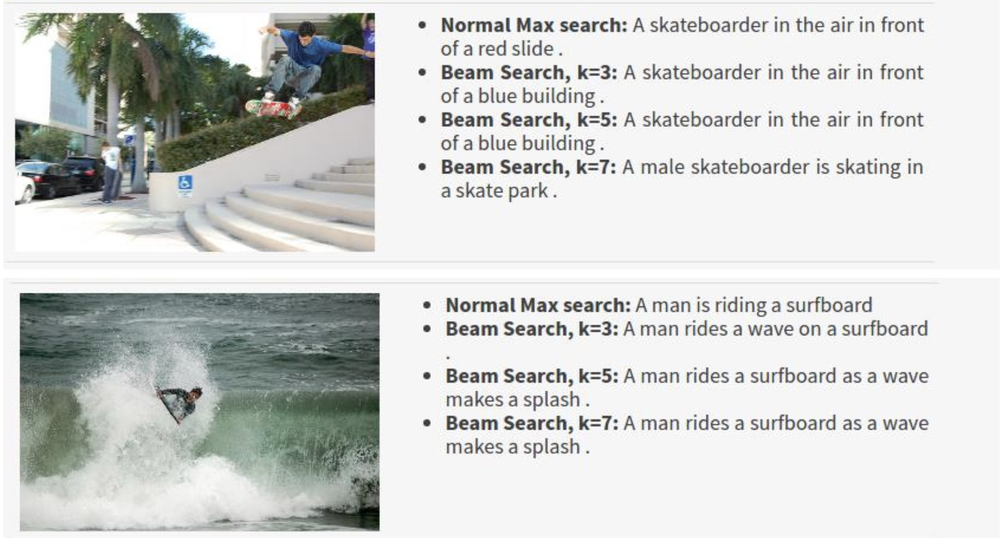 • Normal Max search: A skateboarder in the air in front
of a red slide .
• Beam Search, k=3: A skateboarder in the air in front
of a blue building .
• Beam Search, k=5: A skateboarder in the air in front
of a blue building .
• Beam Search, k=7: A male skateboarder is skating in
a skate park .
• Normal Max search: A man is riding a surfboard
• Beam Search, k=3: A man rides a wave on a surfboard
.
• Beam Search, k=5: A man rides a surfboard as a wave
makes a splash .
• Beam Search, k=7: A man rides a surfboard as a wave
makes a splash .